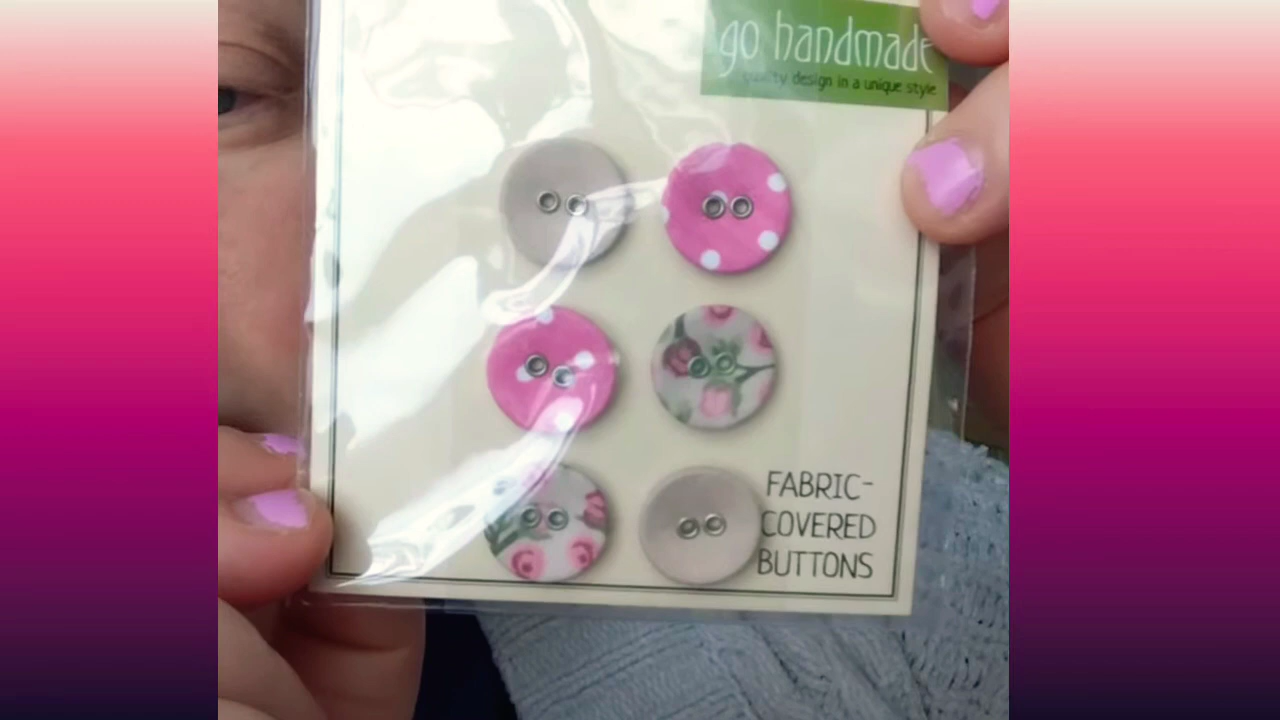 go handmade
quality design in a unique style
FABRIC-
COVERED
BUTTONS